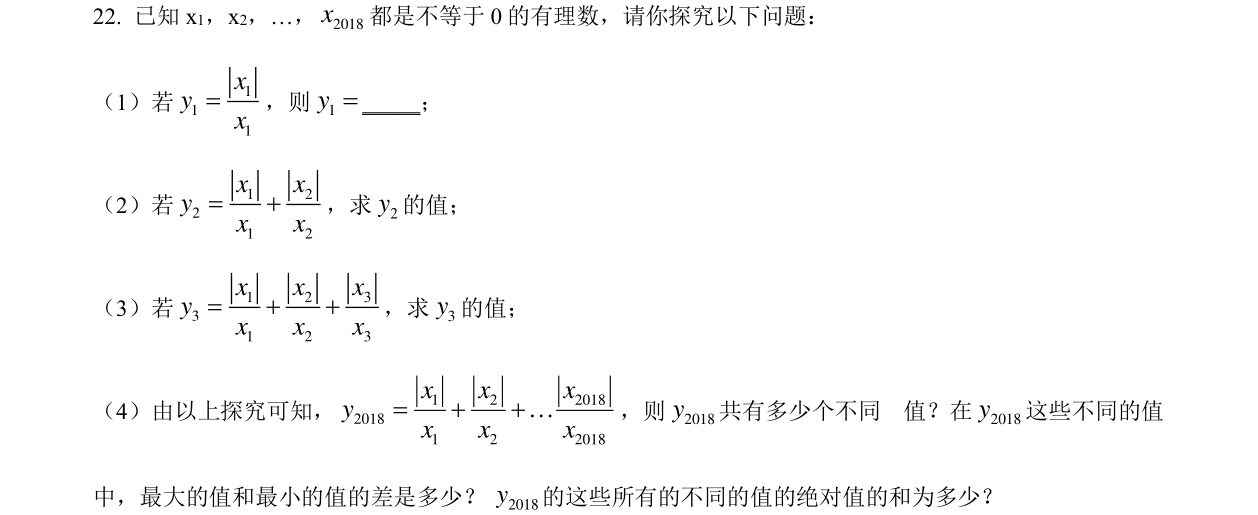 22. 已知 x₁，x₂，…， x₂₀₁₈ 都是不等于 0 的有理数，请你探究以下问题：
（1）若 y₁ = |x₁|/x₁ ，则 y₁ = _____；
（2）若 y₂ = |x₁|/x₁ + |x₂|/x₂ ，求 y₂ 的值；
（3）若 y₃ = |x₁|/x₁ + |x₂|/x₂ + |x₃|/x₃ ，求 y₃ 的值；
（4）由以上探究可知， y₂₀₁₈ = |x₁|/x₁ + |x₂|/x₂ + … |x₂₀₁₈|/x₂₀₁₈ ，则 y₂₀₁₈ 共有多少个不同 值？在 y₂₀₁₈ 这些不同的值
中，最大的值和最小的值的差是多少？ y₂₀₁₈ 的这些所有的不同的值的绝对值的和为多少？